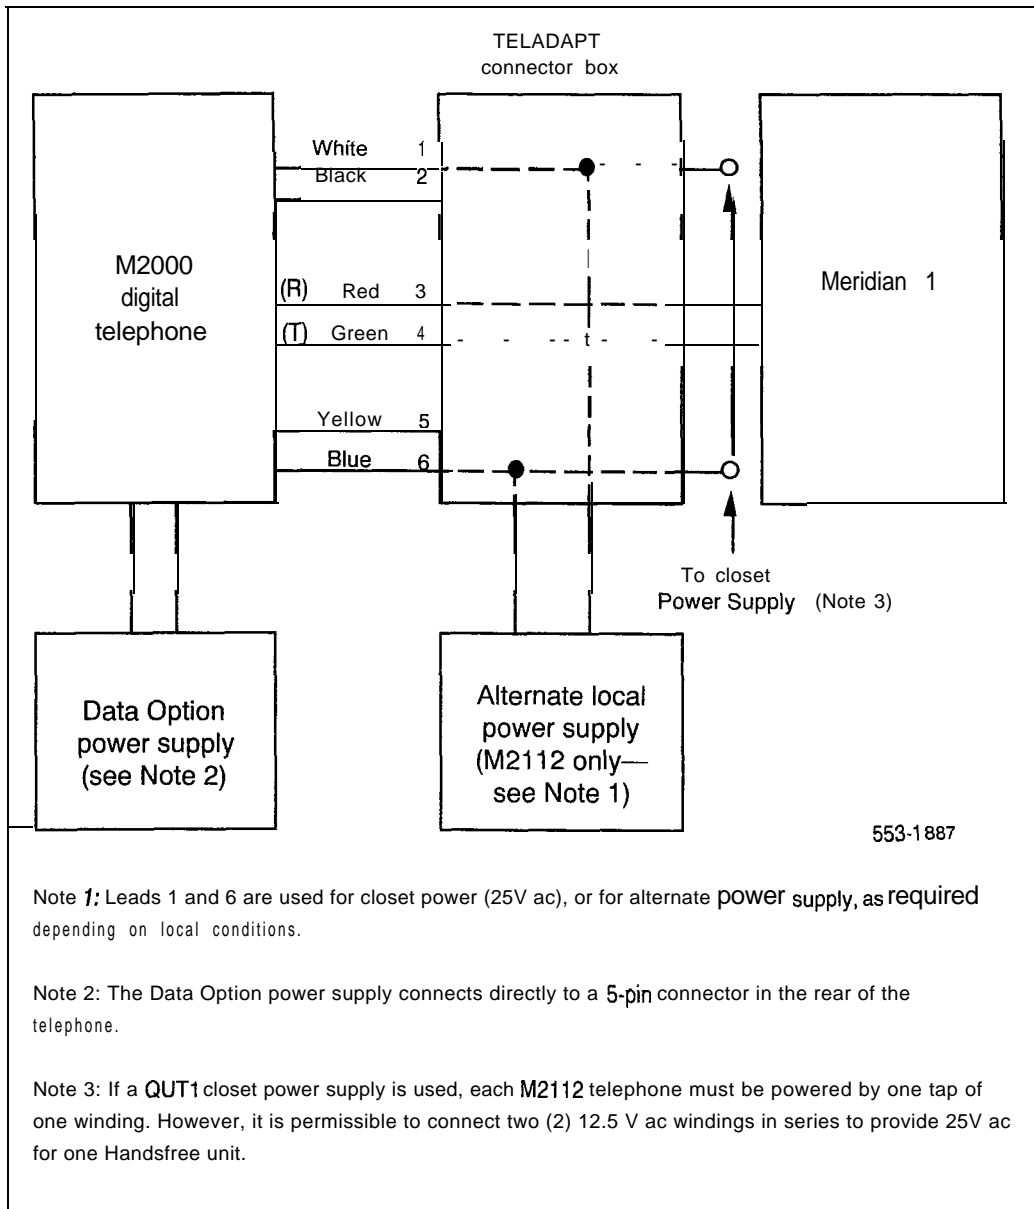 TELADAPT
connector box
White 1
Black 2
M2000
digital
telephone
(R) Red 3
(T) Green 4
Yellow 5
Blue 6
Meridian 1
To closet
Power Supply (Note 3)
Data Option
power supply
(see Note 2)
Alternate local
power supply
(M2112 only—
see Note 1)
553-1887
Note 1: Leads 1 and 6 are used for closet power (25V ac), or for alternate power supply, as required
depending on local conditions.
Note 2: The Data Option power supply connects directly to a 5-pin connector in the rear of the
telephone.
Note 3: If a QUT1 closet power supply is used, each M2112 telephone must be powered by one tap of
one winding. However, it is permissible to connect two (2) 12.5 V ac windings in series to provide 25V ac
for one Handsfree unit.